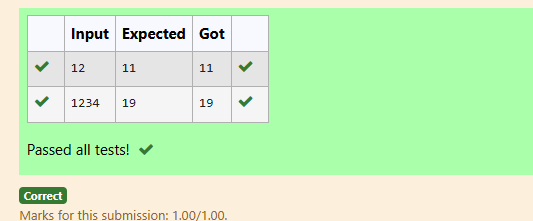 Input Expected Got
12 11 11
1234 19 19
Passed all tests!
Correct
Marks for this submission: 1.00/1.00.